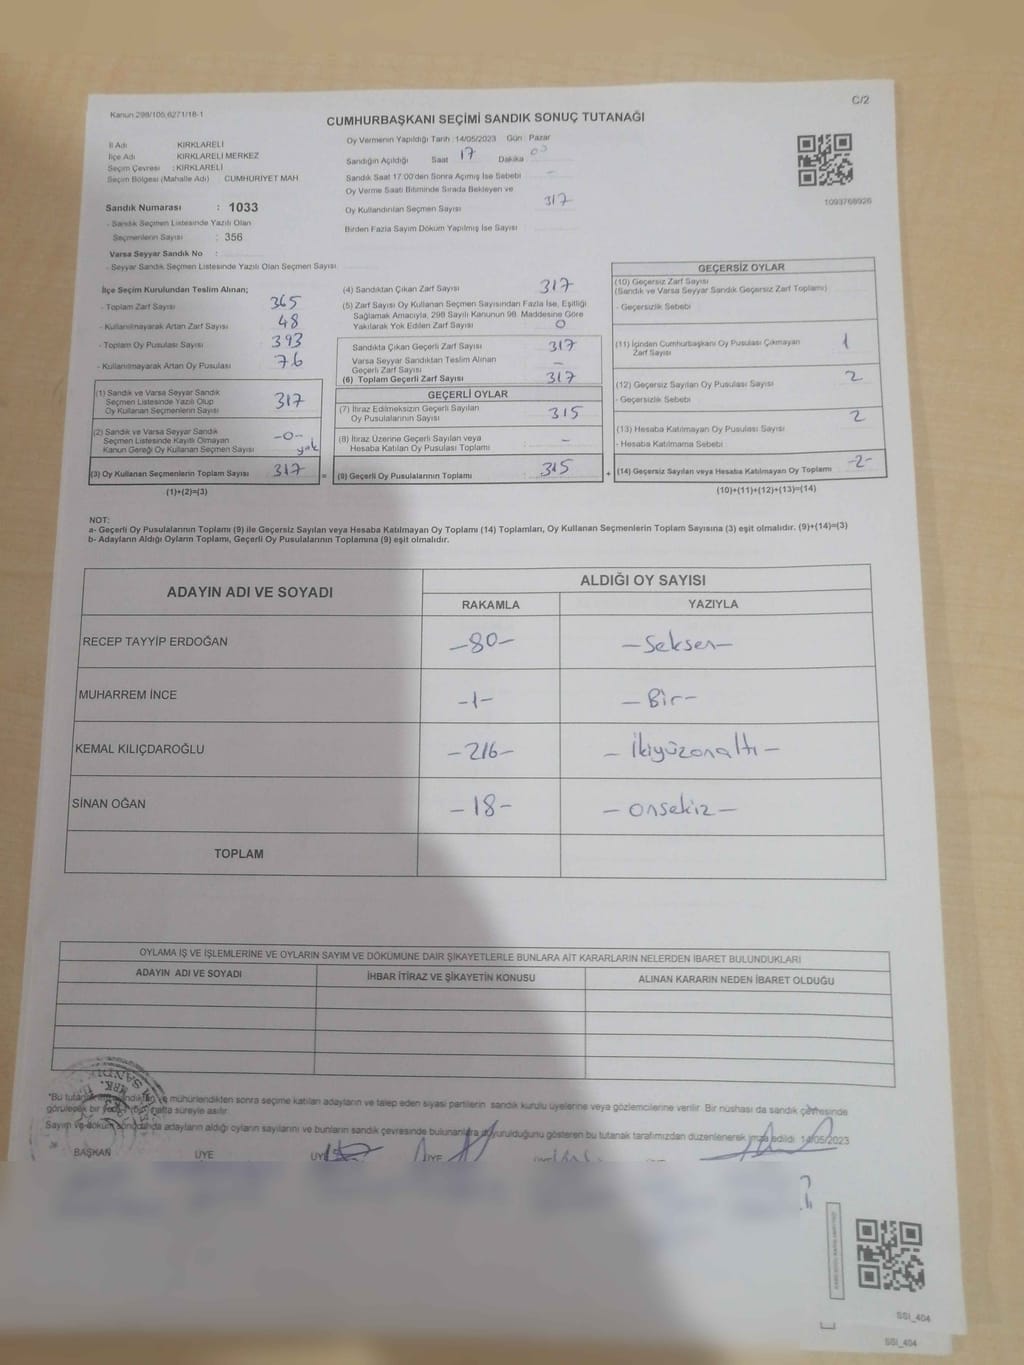 Kanun 298/105,6271/18-1
C/2
CUMHURBAŞKANI SEÇİMİ SANDIK SONUÇ TUTANAĞI
İl Adı KIRKLARELİ
İlçe Adı KIRKLARELİ MERKEZ
Seçim Çevresi : KIRKLARELİ
Seçim Bölgesi (Mahalle Adı) CUMHURİYET MAH
Sandık Numarası : 1033
- Sandık Seçmen Listesinde Yazılı Olan
Seçmenlerin Sayısı : 356
Varsa Seyyar Sandık No :
- Seyyar Sandık Seçmen Listesinde Yazılı Olan Seçmen Sayısı
Oy Vermenin Yapıldığı Tarih : 14/05/2023 Gün : Pazar
Sandığın Açıldığı Saat 17 Dakika 03
Sandık Saat 17:00'den Sonra Açımış İse Sebebi -
Oy Verme Saati Bitiminde Sırada Bekleyen ve
Oy Kullandırılan Seçmen Sayısı 317
Birden Fazla Sayım Döküm Yapılmış İse Sayısı
1093768926
İlçe Seçim Kurulundan Teslim Alınan;
- Toplam Zarf Sayısı 365
- Kullanılmayarak Artan Zarf Sayısı 48
- Toplam Oy Pusulası Sayısı 393
- Kullanılmayarak Artan Oy Pusulası 76
(1) Sandık ve Varsa Seyyar Sandık
Seçmen Listesinde Yazılı Olup
Oy Kullanan Seçmenlerin Sayısı 317
(2) Sandık ve Varsa Seyyar Sandık
Seçmen Listesinde Kayıtlı Olmayan
Kanun Gereği Oy Kullanan Seçmen Sayısı -0- yok
(3) Oy Kullanan Seçmenlerin Toplam Sayısı 317 =
(1)+(2)=(3)
(4) Sandıktan Çıkan Zarf Sayısı 317
(5) Zarf Sayısı Oy Kullanan Seçmen Sayısından Fazla İse, Eşitliği
Sağlamak Amacıyla, 298 Sayılı Kanunun 98. Maddesine Göre
Yakılarak Yok Edilen Zarf Sayısı 0
Sandıkta Çıkan Geçerli Zarf Sayısı 317
Varsa Seyyar Sandıktan Teslim Alınan
Geçerli Zarf Sayısı -
(6) Toplam Geçerli Zarf Sayısı 317
GEÇERLİ OYLAR
(7) İtiraz Edilmeksizin Geçerli Sayılan
Oy Pusulalarının Sayısı 315
(8) İtiraz Üzerine Geçerli Sayılan veya
Hesaba Katılan Oy Pusulası Toplamı : -
(9) Geçerli Oy Pusulalarının Toplamı : 315 +
GEÇERSİZ OYLAR
(10) Geçersiz Zarf Sayısı
(Sandık ve Varsa Seyyar Sandık Geçersiz Zarf Toplamı)
- Geçersizlik Sebebi
(11) İçinden Cumhurbaşkanı Oy Pusulası Çıkmayan
Zarf Sayısı 1
(12) Geçersiz Sayılan Oy Pusulası Sayısı 2
- Geçersizlik Sebebi
(13) Hesaba Katılmayan Oy Pusulası Sayısı 2
- Hesaba Katılmama Sebebi
(14) Geçersiz Sayılan veya Hesaba Katılmayan Oy Toplamı -2-
(10)+(11)+(12)+(13)=(14)
NOT:
a- Geçerli Oy Pusulalarının Toplamı (9) ile Geçersiz Sayılan veya Hesaba Katılmayan Oy Toplamı (14) Toplamları, Oy Kullanan Seçmenlerin Toplam Sayısına (3) eşit olmalıdır. (9)+(14)=(3)
b- Adayların Aldığı Oyların Toplamı, Geçerli Oy Pusulalarının Toplamına (9) eşit olmalıdır.
ADAYIN ADI VE SOYADI
ALDIĞI OY SAYISI
RAKAMLA YAZIYLA
RECEP TAYYİP ERDOĞAN -80- -Seksen-
MUHARREM İNCE -1- -Bir-
KEMAL KILIÇDAROĞLU -216- -İkiyüzonaltı-
SİNAN OĞAN -18- -onsekiz-
TOPLAM
OYLAMA İŞ VE İŞLEMLERİNE VE OYLARIN SAYIM VE DÖKÜMÜNE DAİR ŞİKAYETLERLE BUNLARA AİT KARARLARIN NELERDEN İBARET BULUNDUKLARI
ADAYIN ADI VE SOYADI İHBAR İTİRAZ VE ŞİKAYETİN KONUSU ALINAN KARARIN NEDEN İBARET OLDUĞU
"Bu mühürlendikten sonra seçime katılan adayların ve talep eden siyasi partilerin sandık kurulu üyelerine veya gözlemcilerine verilir. Bir nüshası da sandık çevresinde
görülecek bir hafta süreyle asılır.
Sayım ve döküm sonucunda adayların aldığı oyların sayılarını ve bunların sandık çevresinde bulunanlara duyurulduğunu gösteren bu tutanak tarafımızdan düzenlenerek imza edildi 14/05/2023
BAŞKAN ÜYE ÜYE ÜYE
SSI_404
SSI_404